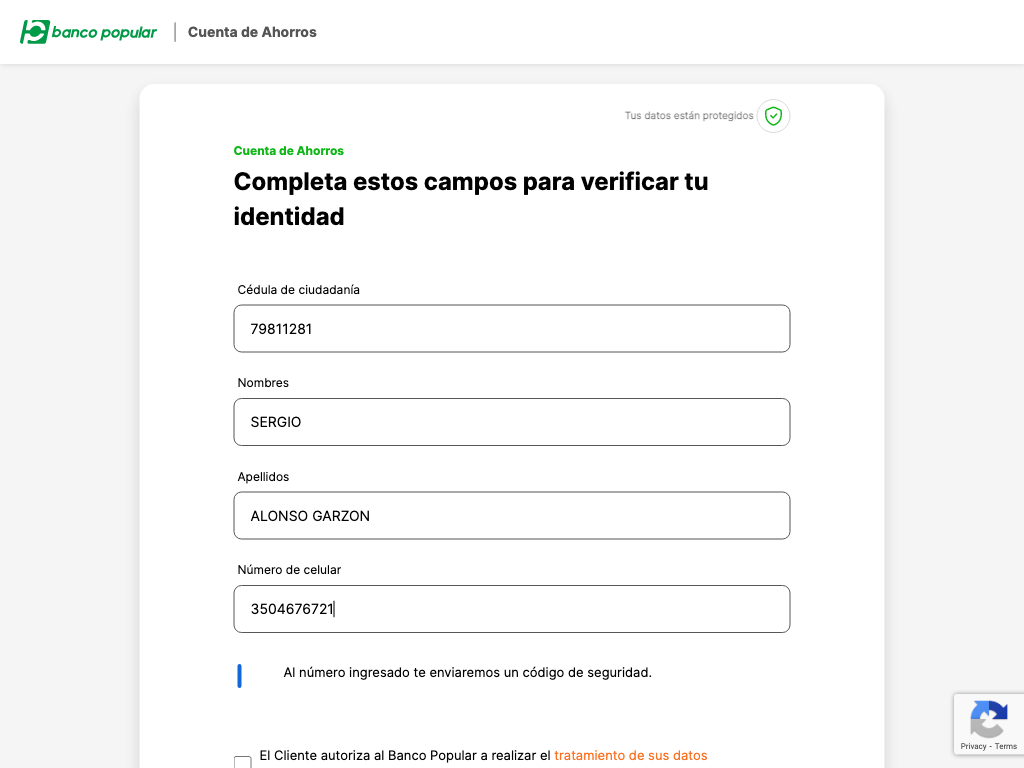 banco popular
Cuenta de Ahorros
Tus datos están protegidos
Cuenta de Ahorros
Completa estos campos para verificar tu
identidad
Cédula de ciudadanía
79811281
Nombres
SERGIO
Apellidos
ALONSO GARZON
Número de celular
3504676721
Al número ingresado te enviaremos un código de seguridad.
El Cliente autoriza al Banco Popular a realizar el tratamiento de sus datos
Privacy - Terms